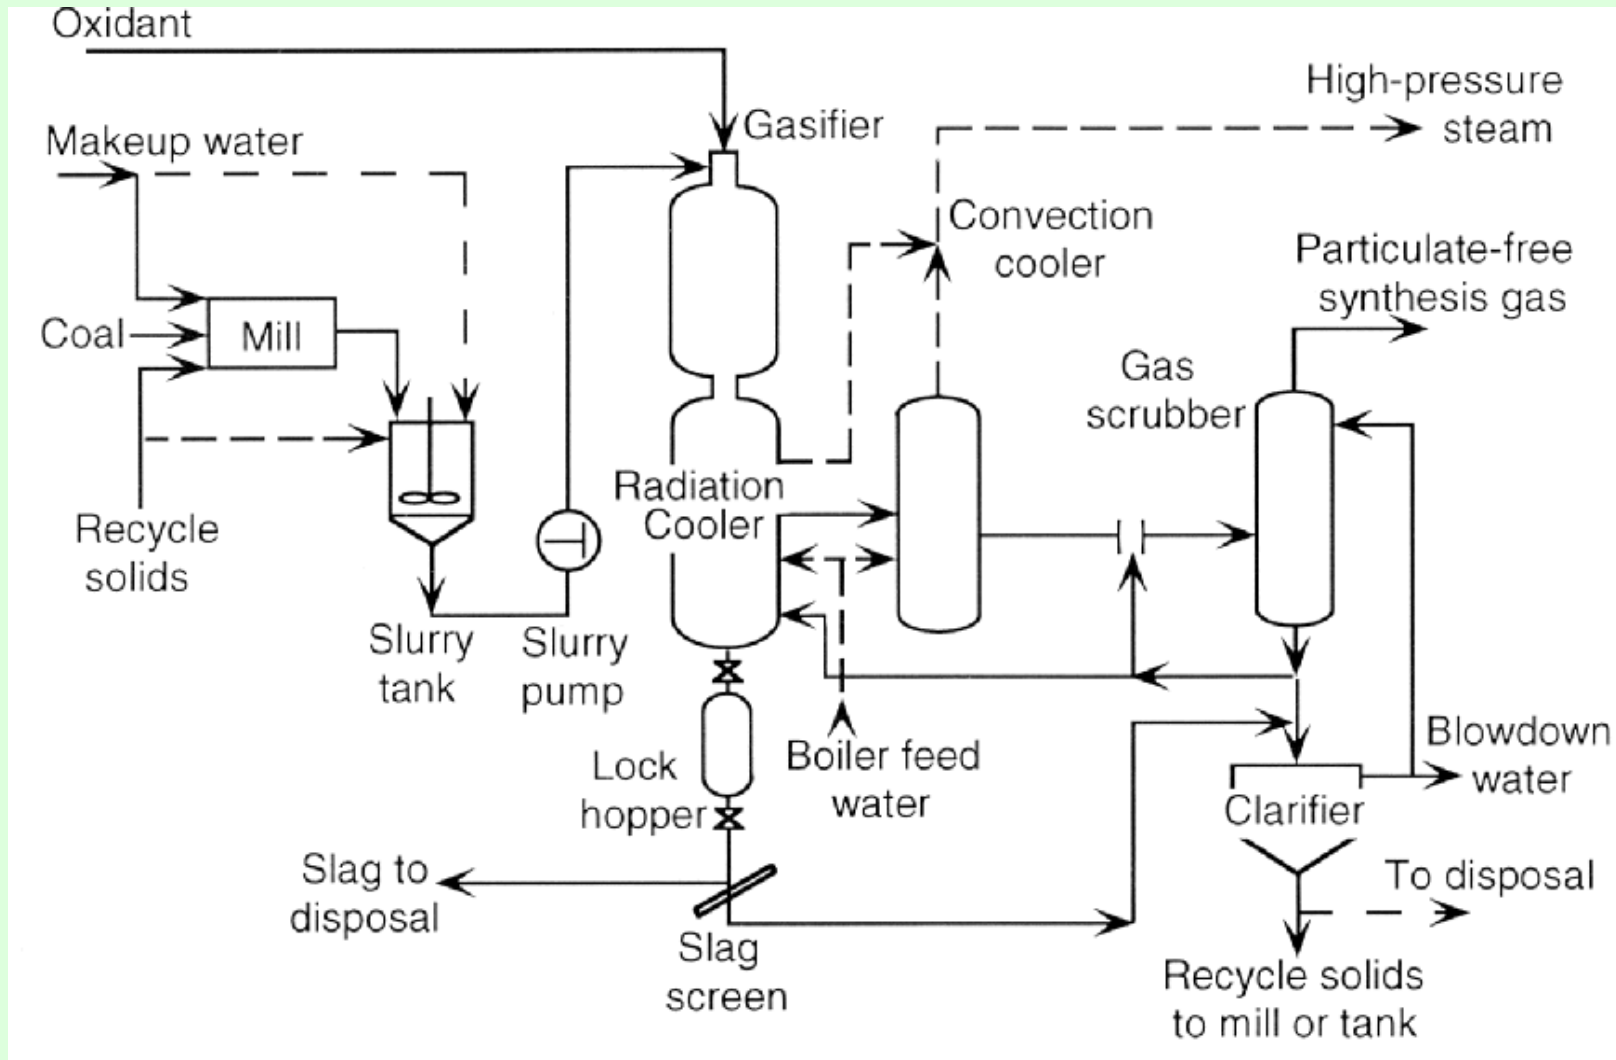 Oxidant
High-pressure
steam
Gasifier
Makeup water
Convection
cooler
Particulate-free
synthesis gas
Coal
Mill
Gas
scrubber
Radiation
Cooler
Recycle
solids
Slurry
tank
Slurry
pump
Lock
hopper
Boiler feed
water
Blowdown
water
Clarifier
Slag to
disposal
To disposal
Slag
screen
Recycle solids
to mill or tank